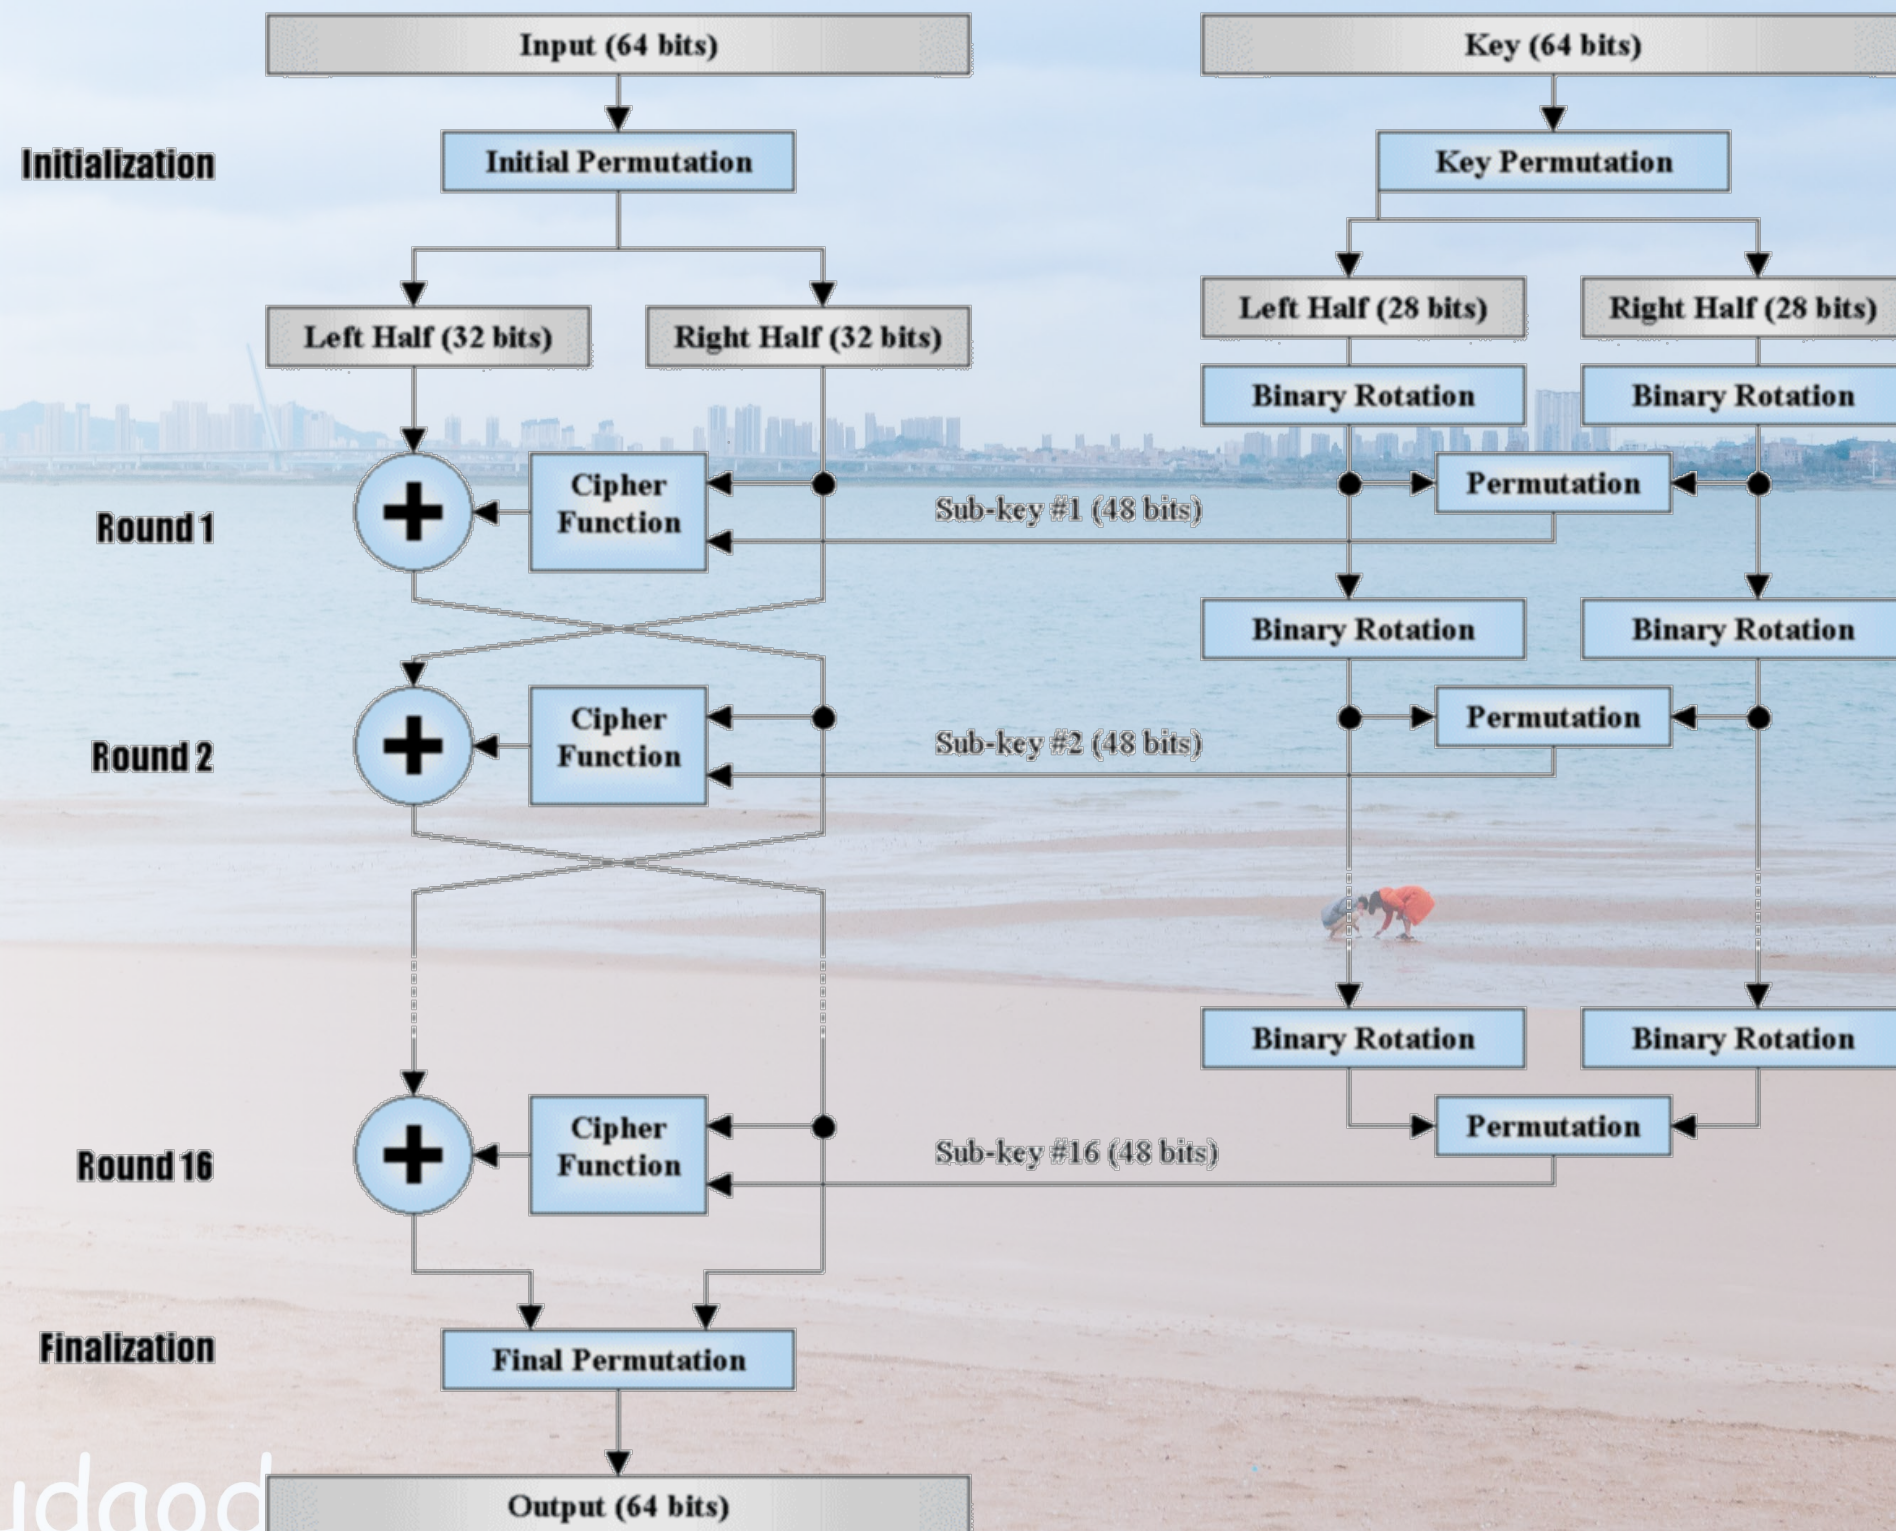 Input (64 bits)
Key (64 bits)
Initialization
Initial Permutation
Key Permutation
Left Half (32 bits)
Right Half (32 bits)
Left Half (28 bits)
Right Half (28 bits)
Binary Rotation
Binary Rotation
Round 1
Cipher
Function
Sub-key #1 (48 bits)
Permutation
Binary Rotation
Binary Rotation
Round 2
Cipher
Function
Sub-key #2 (48 bits)
Permutation
Binary Rotation
Binary Rotation
Round 16
Cipher
Function
Sub-key #16 (48 bits)
Permutation
Finalization
Final Permutation
Output (64 bits)